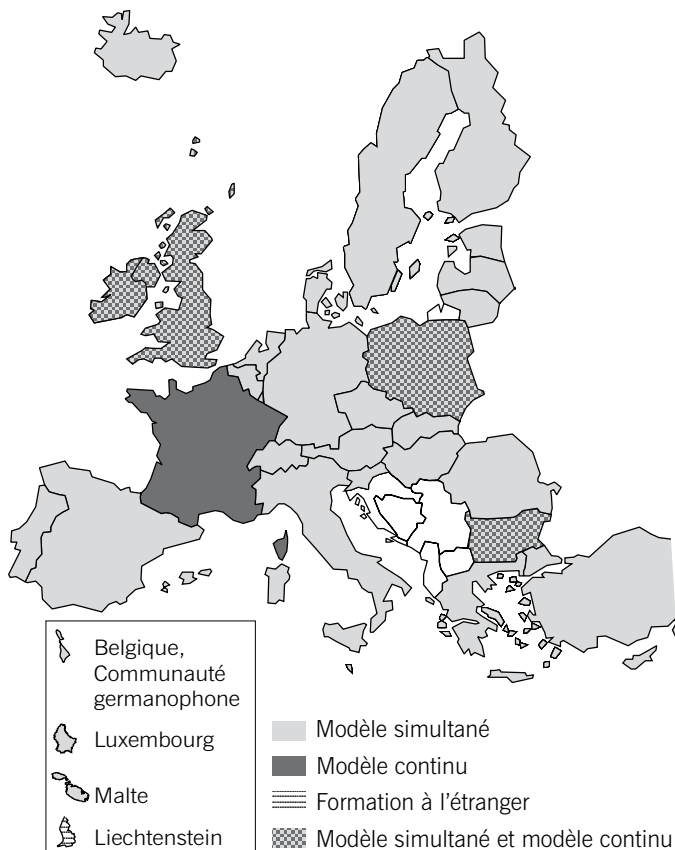 Belgique,
Communauté
germanophone
Luxembourg
Malte
Liechtenstein
Modèle simultané
Modèle continu
Formation à l'étranger
Modèle simultané et modèle continu